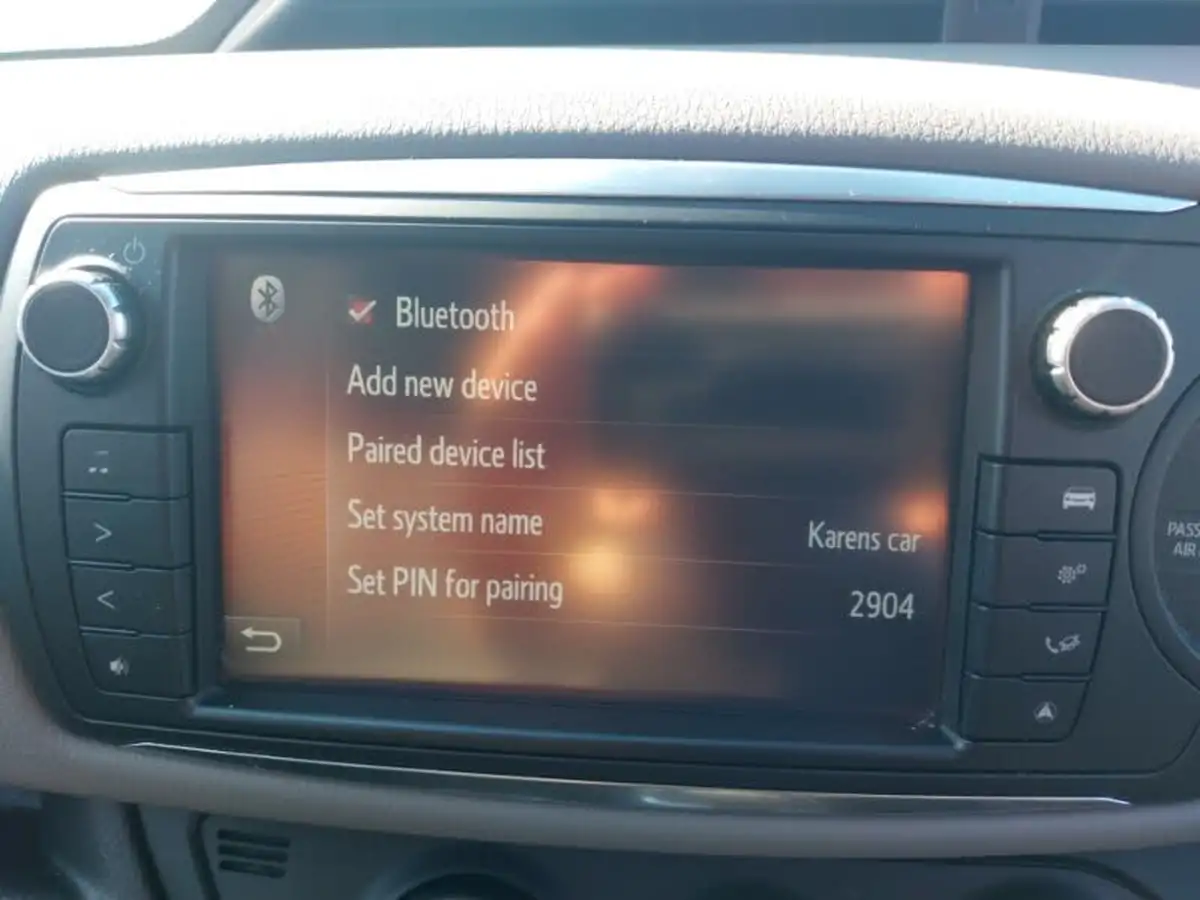 Bluetooth
Add new device
Paired device list
Set system name Karens car
Set PIN for pairing 2904
PASS
AIR